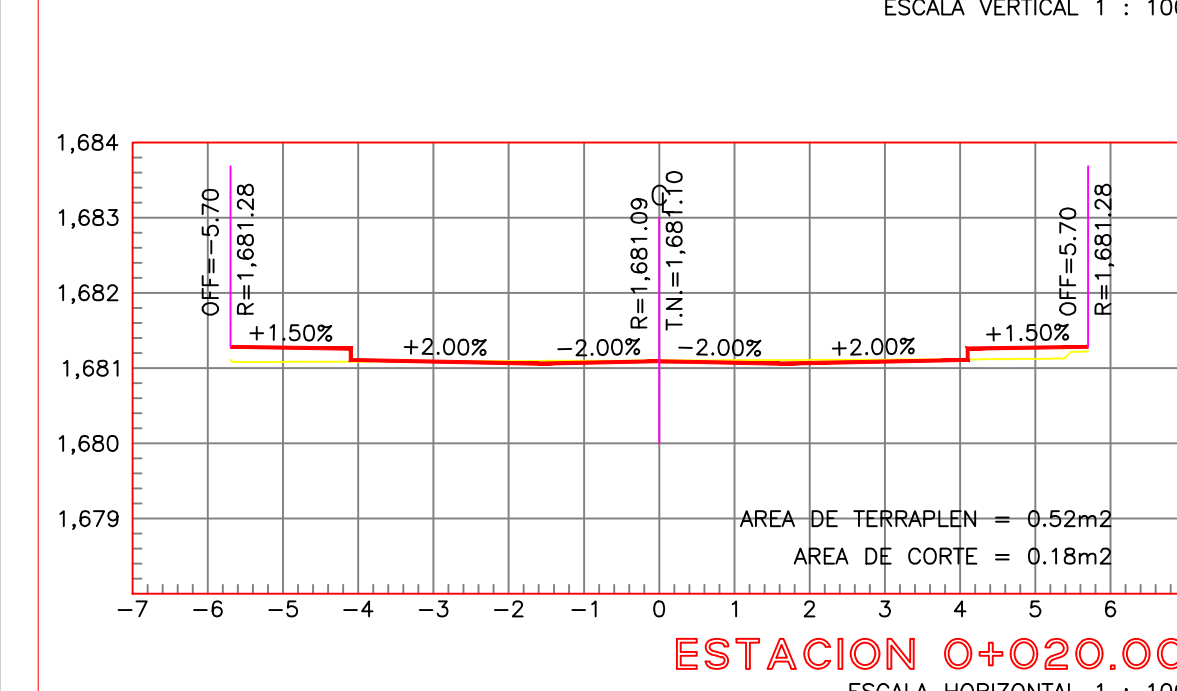 ESCALA VERTICAL 1 : 100
1,684
1,683
1,682
1,681
1,680
1,679
OFF=-5.70
R=1,681.28
R=1,681.09
T.N.=1,681.10
OFF=5.70
R=1,681.28
+1.50%
+2.00%
-2.00%
-2.00%
+2.00%
+1.50%
AREA DE TERRAPLEN = 0.52m2
AREA DE CORTE = 0.18m2
-7 -6 -5 -4 -3 -2 -1 0 1 2 3 4 5 6
ESTACION 0+020.00
ESCALA HORIZONTAL 1 : 100